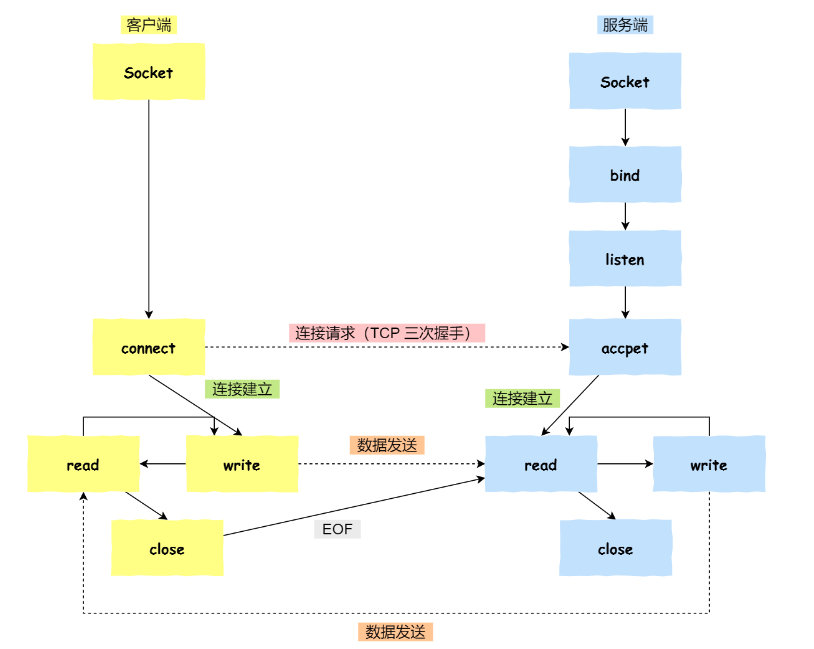 客户端
服务端
Socket
Socket
bind
listen
连接请求（TCP 三次握手）
connect
accpet
连接建立
连接建立
数据发送
read
write
read
write
EOF
close
close
数据发送